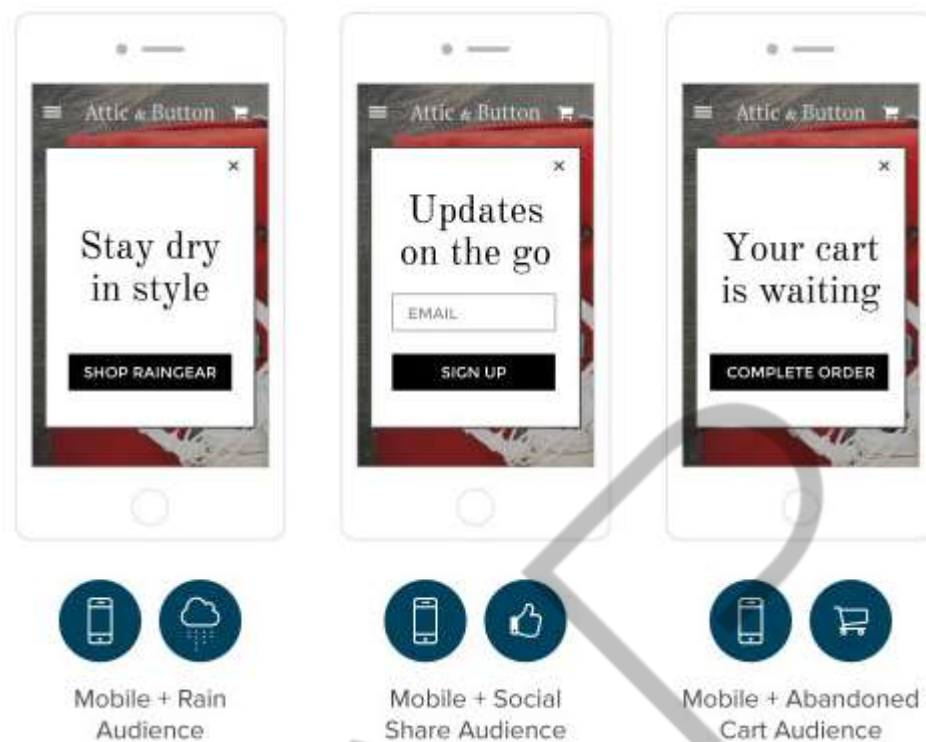 Attic & Button
×
Stay dry
in style
SHOP RAINGEAR
Mobile + Rain
Audience
Attic & Button
×
Updates
on the go
EMAIL
SIGN UP
Mobile + Social
Share Audience
Attic & Button
×
Your cart
is waiting
COMPLETE ORDER
Mobile + Abandoned
Cart Audience